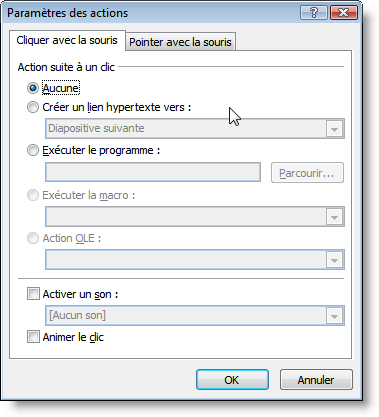 Paramètres des actions
Cliquer avec la souris
Pointer avec la souris
Action suite à un clic
Aucune
Créer un lien hypertexte vers :
Diapositive suivante
Exécuter le programme :
Parcourir...
Exécuter la macro :
Action OLE :
Activer un son :
[Aucun son]
Animer le clic
OK
Annuler